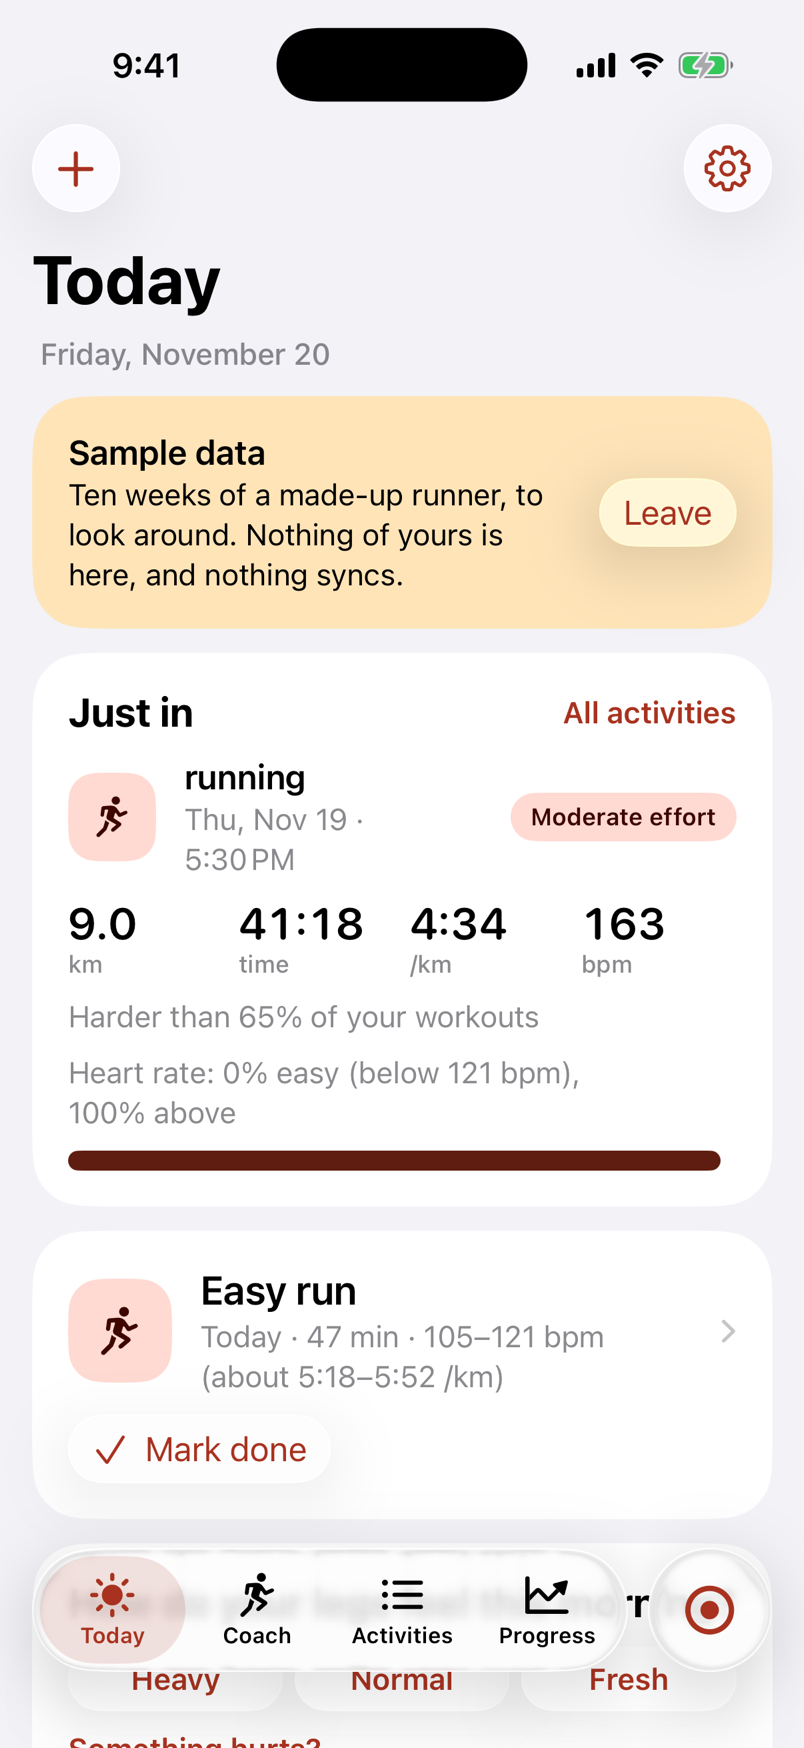 9:41
Today
Friday, November 20
Sample data
Ten weeks of a made-up runner, to
look around. Nothing of yours is
here, and nothing syncs.
Leave
Just in
All activities
running
Thu, Nov 19 ·
5:30 PM
Moderate effort
9.0
41:18
4:34
163
km
time
/km
bpm
Harder than 65% of your workouts
Heart rate: 0% easy (below 121 bpm),
100% above
Easy run
Today · 47 min · 105–121 bpm
(about 5:18–5:52 /km)
Mark done
Today
Coach
Activities
Progress
Heavy
Normal
Fresh
Something hurts?